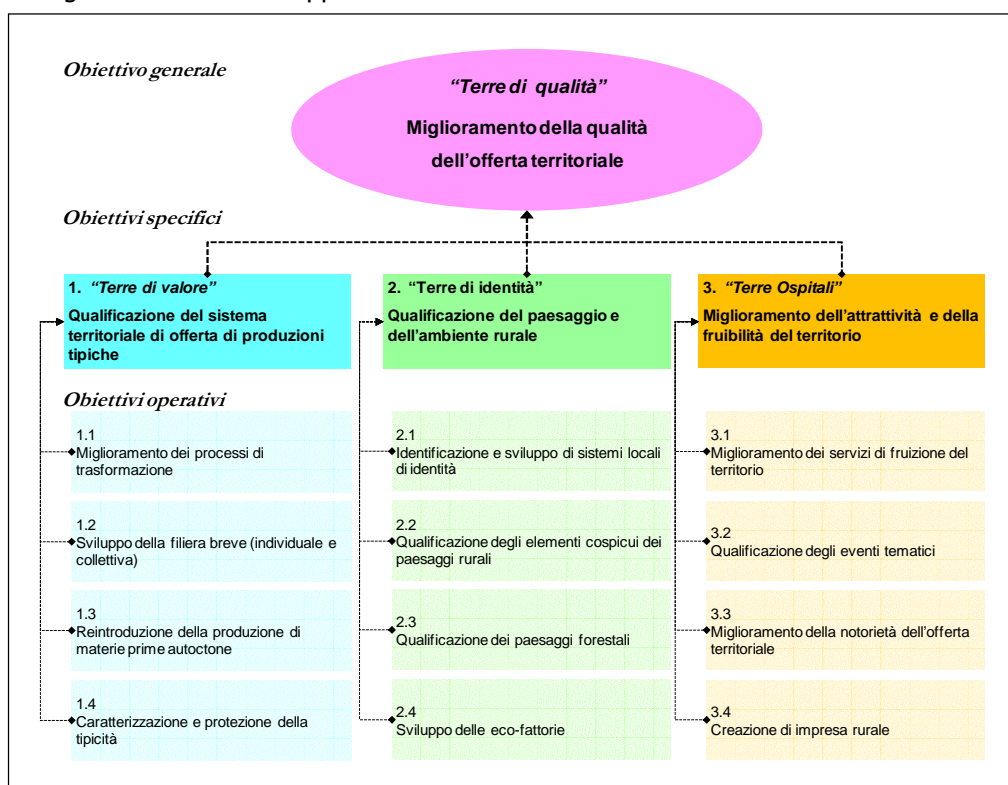 Obiettivo generale
“Terre di qualità”
Miglioramento della qualità
dell’offerta territoriale
Obiettivi specifici
1. “Terre di valore”
Qualificazione del sistema
territoriale di offerta di produzioni
tipiche
2. “Terre di identità”
Qualificazione del paesaggio e
dell’ambiente rurale
3. “Terre Ospitali”
Miglioramento dell’attrattività e della
fruibilità del territorio
Obiettivi operativi
1.1
Miglioramento dei processi di
trasformazione
1.2
Sviluppo della filiera breve (individuale e
collettiva)
1.3
Reintroduzione della produzione di
materie prime autoctone
1.4
Caratterizzazione e protezione della
tipicità
2.1
Identificazione e sviluppo di sistemi locali
di identità
2.2
Qualificazione degli elementi cospicui dei
paesaggi rurali
2.3
Qualificazione dei paesaggi forestali
2.4
Sviluppo delle eco-fattorie
3.1
Miglioramento dei servizi di fruizione del
territorio
3.2
Qualificazione degli eventi tematici
3.3
Miglioramento della notorietà dell’offerta
territoriale
3.4
Creazione di impresa rurale